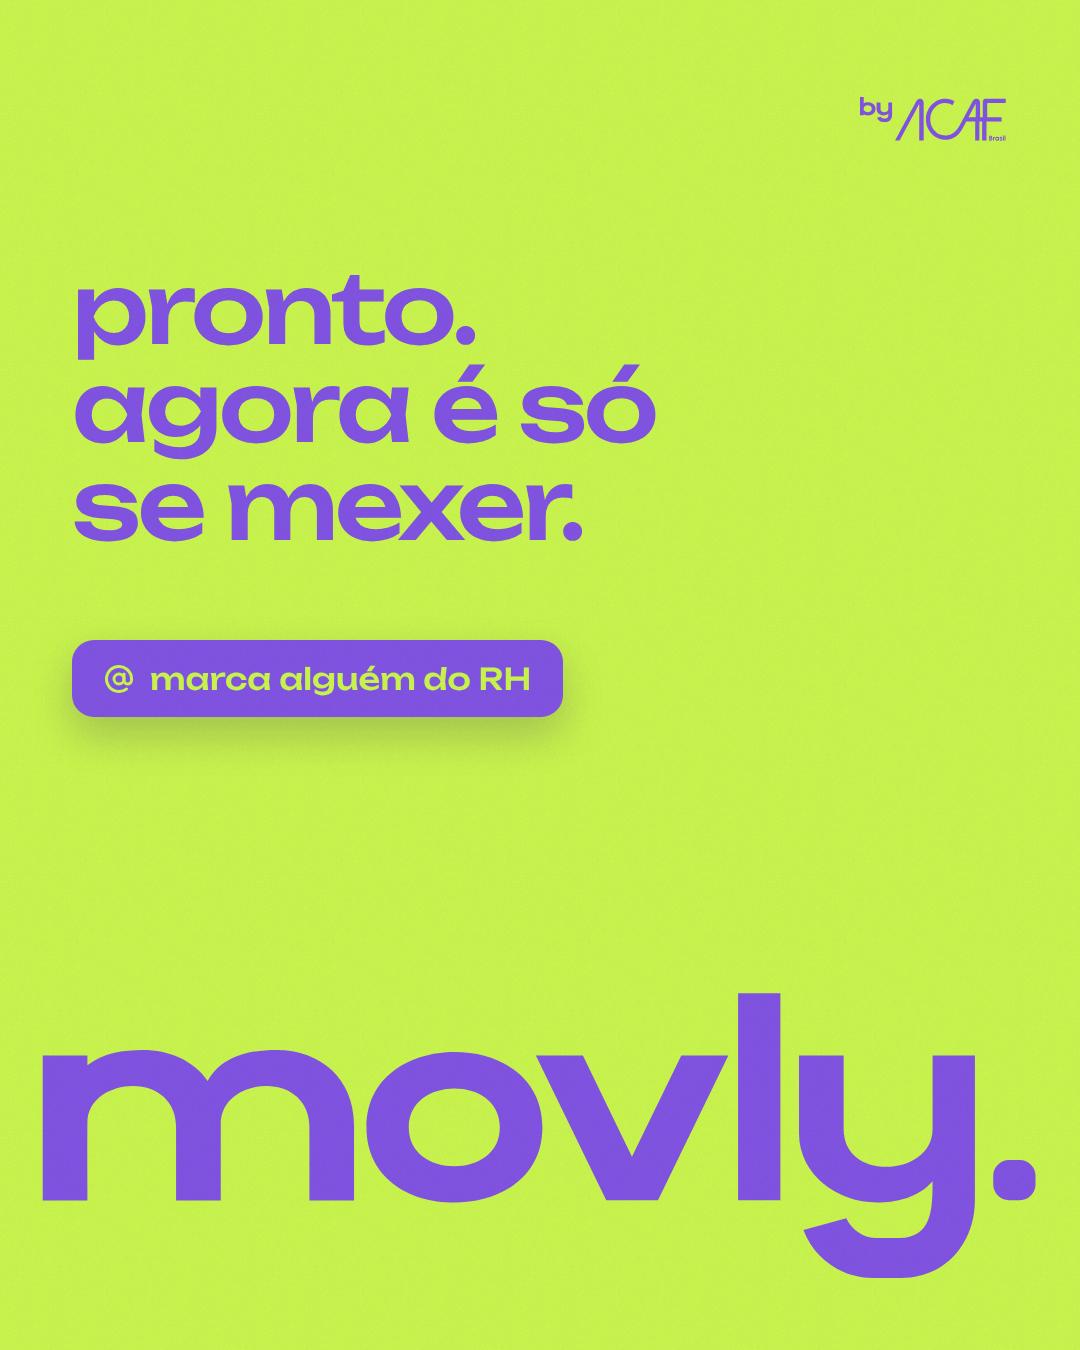 by ACAF
Brasil
pronto.
agora é só
se mexer.
@ marca alguém do RH
movly.